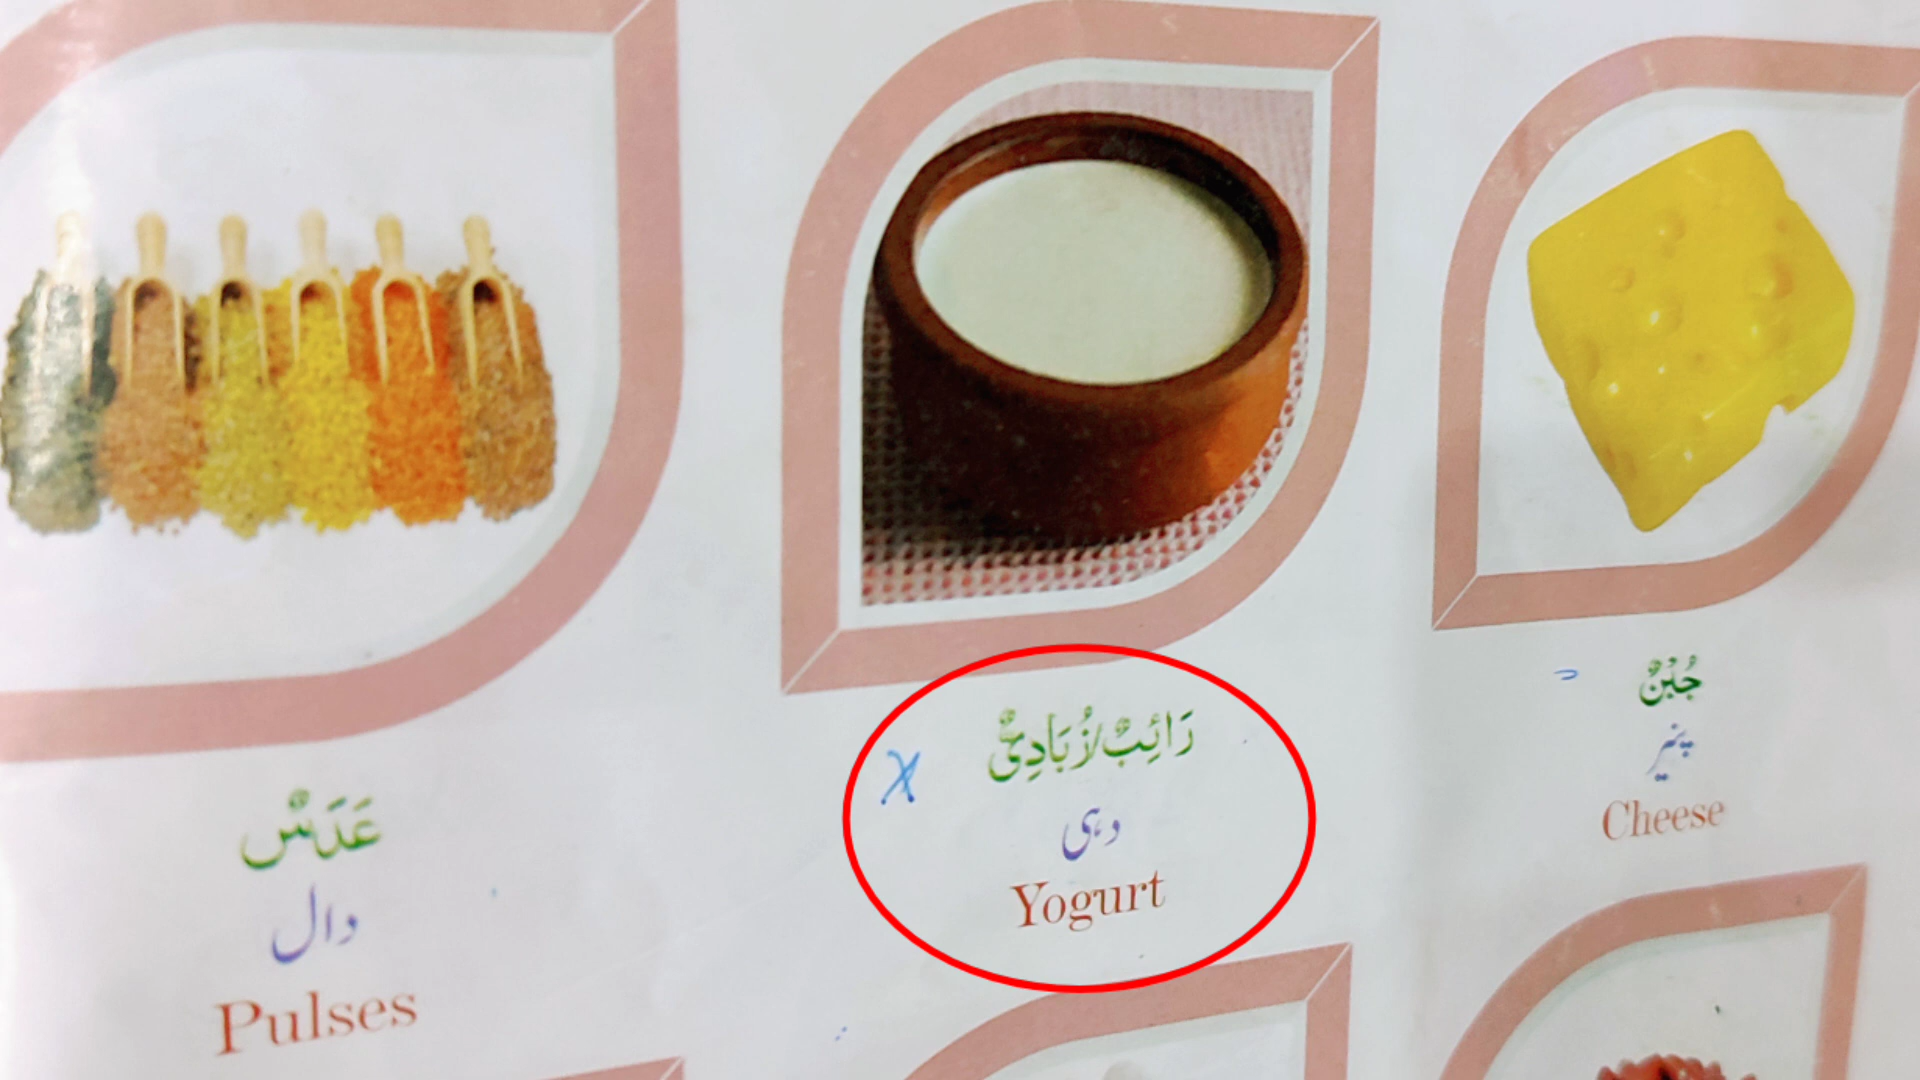 عَدَسٌ
دال
Pulses
رَائِبٌ/زُبَادِيٌّ
دہی
Yogurt
جُبْنٌ
پنیر
Cheese